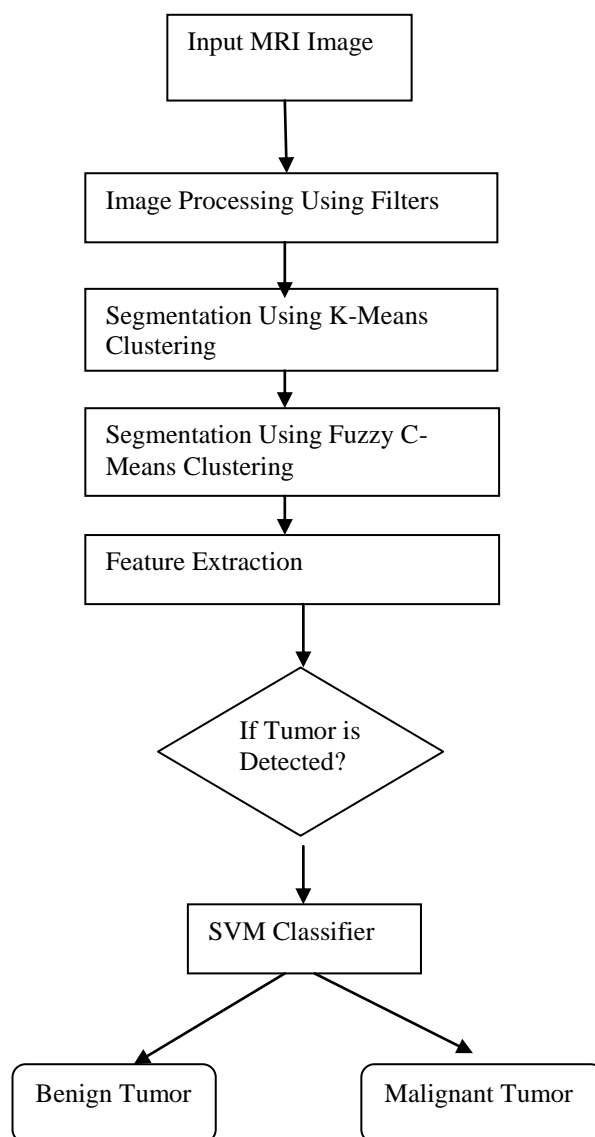 Input MRI Image
Image Processing Using Filters
Segmentation Using K-Means
Clustering
Segmentation Using Fuzzy C-
Means Clustering
Feature Extraction
If Tumor is
Detected?
SVM Classifier
Benign Tumor
Malignant Tumor